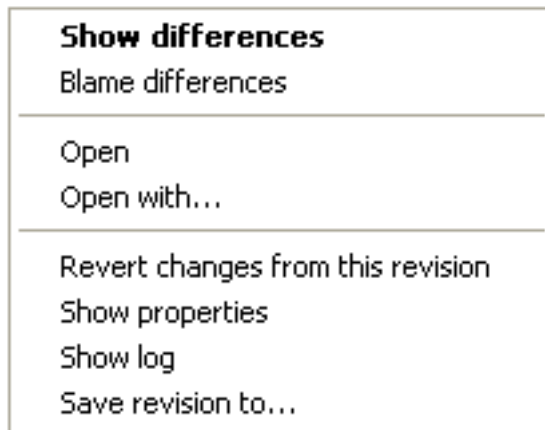 Show differences
Blame differences
Open
Open with...
Revert changes from this revision
Show properties
Show log
Save revision to...